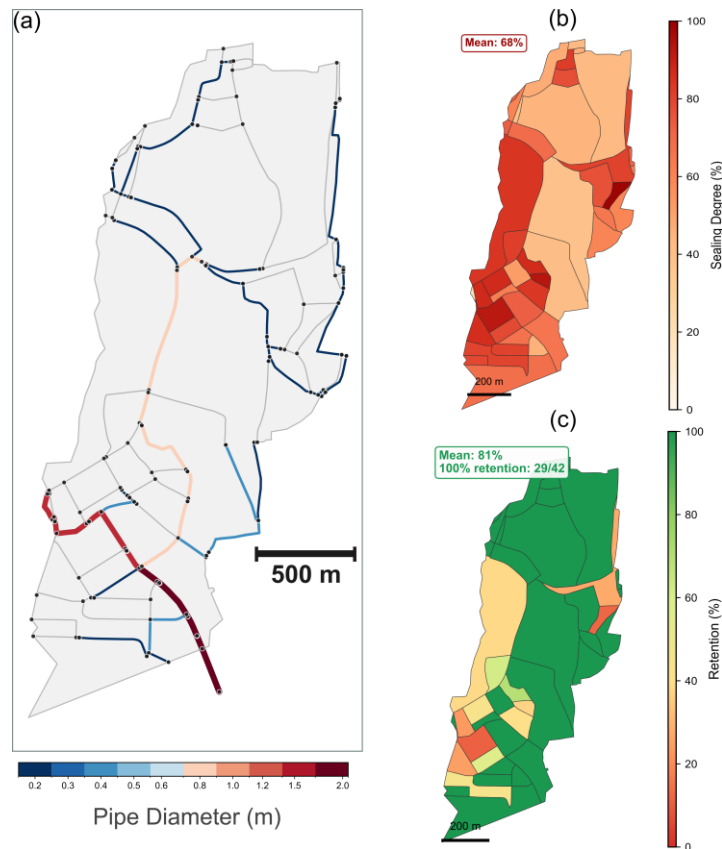 (a)
500 m
0.2 0.3 0.4 0.5 0.6 0.8 1.0 1.2 1.5 2.0
Pipe Diameter (m)
(b)
Mean: 68%
200 m
100
80
60
40
20
0
Sealing Degree (%)
(c)
Mean: 81%
100% retention: 29/42
200 m
100
80
60
40
20
0
Retention (%)